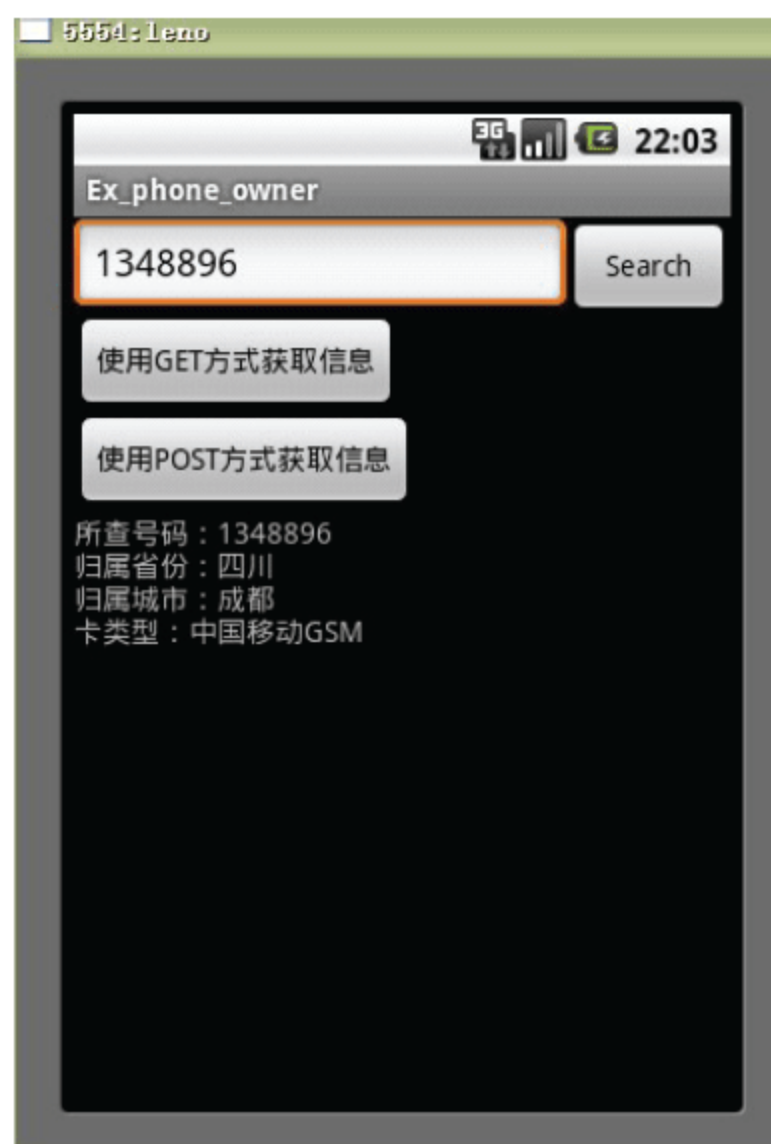 5554:leno
3G 22:03
Ex_phone_owner
1348896 Search
使用GET方式获取信息
使用POST方式获取信息
所查号码：1348896
归属省份：四川
归属城市：成都
卡类型：中国移动GSM